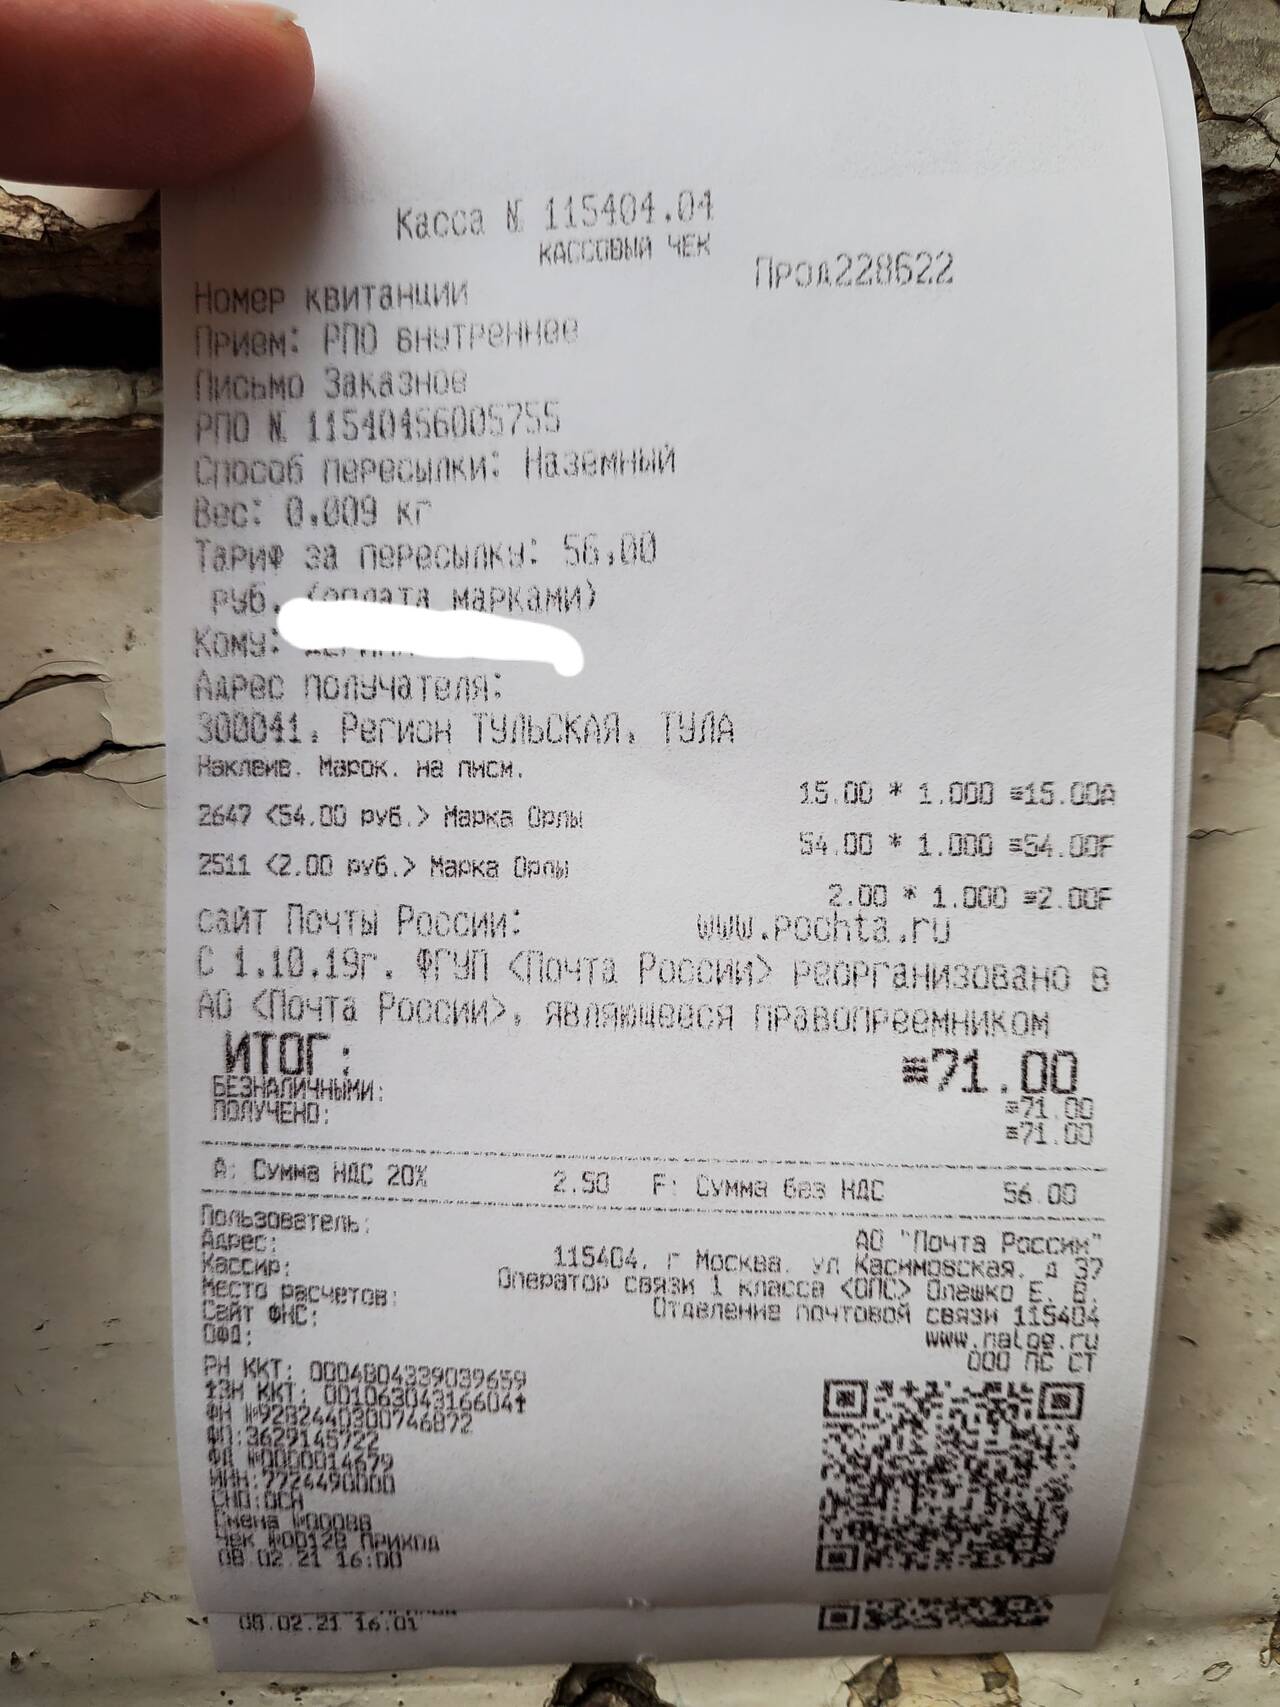 Касса № 115404.04
КАССОВЫЙ ЧЕК
Прод228622
Номер квитанции
Прием: РПО внутреннее
Письмо Заказное
РПО № 11540456005755
Способ пересылки: Наземный
Вес: 0.009 кг
Тариф за пересылку: 56,00
руб. (оплата марками)
Кому:
Адрес получателя:
300041, Регион ТУЛЬСКАЯ, ТУЛА
Наклеив. Марок. на писм.
15.00 * 1.000 ≡15.00А
2647 <54.00 руб.> Марка Орлы
54.00 * 1.000 ≡54.00F
2511 <2.00 руб.> Марка Орлы
2.00 * 1.000 ≡2.00F
сайт Почты России: www.pochta.ru
С 1.10.19г. ФГУП <Почта России> реорганизовано в
АО <Почта России>, являющееся правопреемником
ИТОГ: ≡71.00
БЕЗНАЛИЧНЫМИ: ≡71.00
ПОЛУЧЕНО: ≡71.00
А: Сумма НДС 20% 2.50 F: Сумма без НДС 56.00
Пользователь: АО "Почта России"
Адрес: 115404, г Москва, ул Касимовская, д 37
Кассир: Оператор связи 1 класса <ОПС> Олешко Е. В.
Место расчетов: Отделение почтовой связи 115404
Сайт ФНС: www.nalog.ru
ОФД: ООО ПС СТ
РН ККТ: 0004804339039659
‡ЗН ККТ: 00106304316604‡
ФН №9282440300746872
ФП:3629145722
ФД №0000014679
ИНН:7724490000
СНО:ОСН
Смена №00088
Чек №00128 ПРИХОД
08.02.21 16:00
08.02.21 16:01